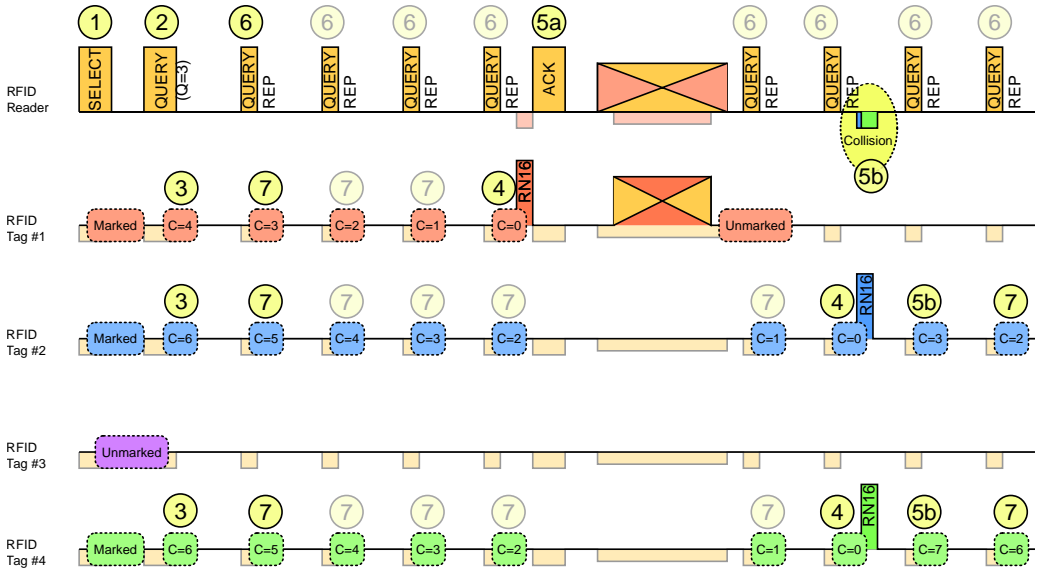 1 2 6 6 6 6 5a 6 6 6 6
SELECT QUERY (Q=3) QUERY REP QUERY REP QUERY REP QUERY REP ACK QUERY REP QUERY REP QUERY REP QUERY REP
RFID
Reader
Collision
5b
3 7 7 7 4 RN16
Marked C=4 C=3 C=2 C=1 C=0 Unmarked
RFID
Tag #1
3 7 7 7 7 7 4 RN16 5b 7
Marked C=6 C=5 C=4 C=3 C=2 C=1 C=0 C=3 C=2
RFID
Tag #2
RFID
Tag #3
Unmarked
3 7 7 7 7 7 4 RN16 5b 7
Marked C=6 C=5 C=4 C=3 C=2 C=1 C=0 C=7 C=6
RFID
Tag #4